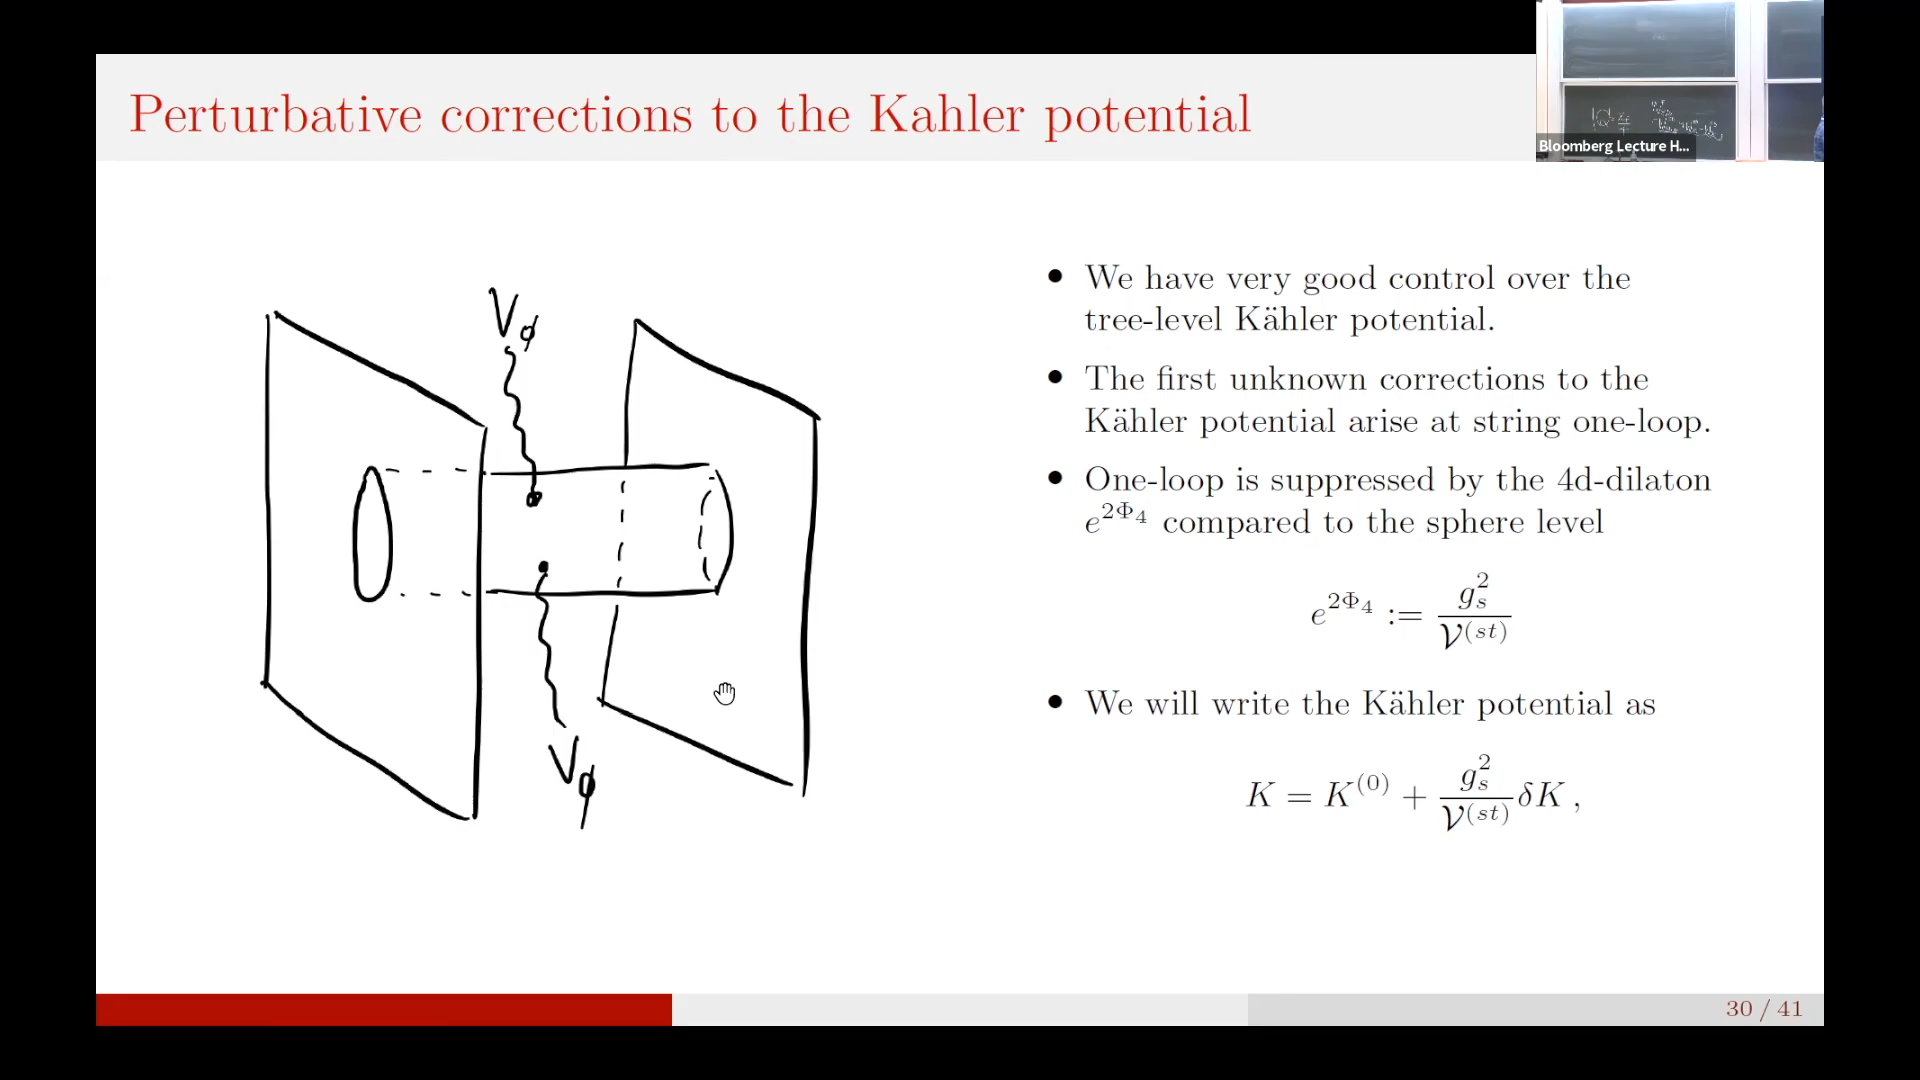 Perturbative corrections to the Kahler potential
Bloomberg Lecture H...
V_ϕ
V_ϕ
• We have very good control over the
tree-level Kähler potential.
• The first unknown corrections to the
Kähler potential arise at string one-loop.
• One-loop is suppressed by the 4d-dilaton
e^{2Φ_4} compared to the sphere level
e^{2Φ_4} := g_s^2 / 𝒱^{(st)}
• We will write the Kähler potential as
K = K^{(0)} + g_s^2 / 𝒱^{(st)} δK ,
30 / 41